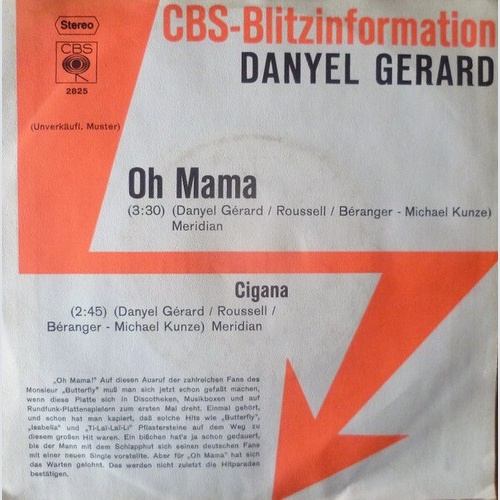 Stereo
CBS-Blitzinformation
CBS
DANYEL GERARD
2825
(Unverkäufl. Muster)
Oh Mama
(3:30) (Danyel Gérard / Roussell / Béranger - Michael Kunze)
Meridian
Cigana
(2:45) (Danyel Gérard / Roussell /
Béranger - Michael Kunze) Meridian
„Oh Mama!" Auf diesen Ausruf der zahlreichen Fans des
Monsieur „Butterfly" muß man sich jetzt schon gefaßt machen,
wenn diese Platte sich in Discotheken, Musikboxen und auf
Rundfunk-Plattenspielern zum ersten Mal dreht. Einmal gehört,
und schon hat man kapiert, daß solche Hits wie „Butterfly",
„Isabella" und „Ti-Laï-Laï-Li" Pflastersteine auf dem Weg zu
diesem großen Hit waren. Ein bißchen hat's ja schon gedauert,
bis der Mann mit dem Schlapphut sich seinen deutschen Fans
mit einer neuen Single vorstellte. Aber für „Oh Mama" hat sich
das Warten gelohnt. Das werden nicht zuletzt die Hitparaden
bestätigen.